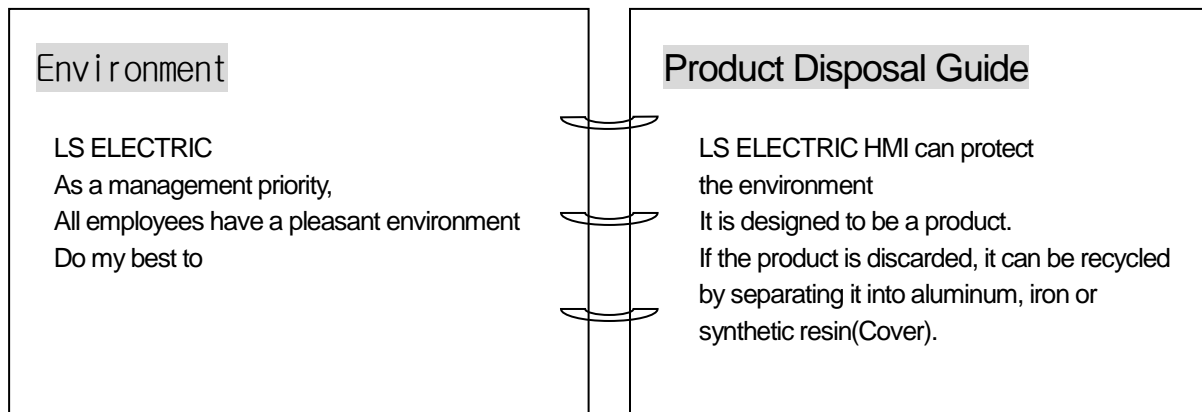 Environment
LS ELECTRIC
As a management priority,
All employees have a pleasant environment
Do my best to
Product Disposal Guide
LS ELECTRIC HMI can protect
the environment
It is designed to be a product.
If the product is discarded, it can be recycled
by separating it into aluminum, iron or
synthetic resin(Cover).